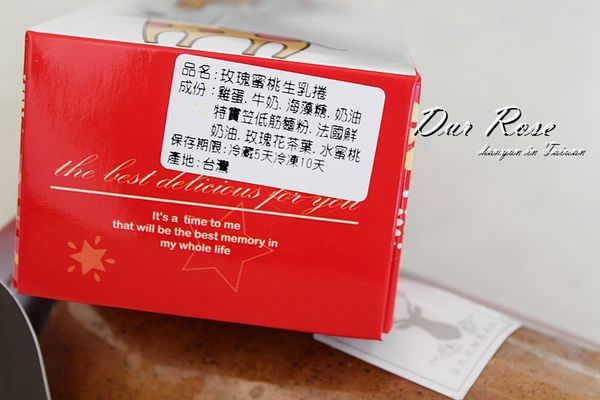 品名:玫瑰蜜桃生乳捲
成份:雞蛋.牛奶.海藻糖.奶油
特寶笠低筋麵粉.法國鮮
奶油.玫瑰花茶葉.水蜜桃
保存期限:冷藏5天冷凍10天
產地:台灣
the best delicious for you
It's a time to me
that will be the best memory in
my whole life
Dur Rose
hanyun in Taiwan